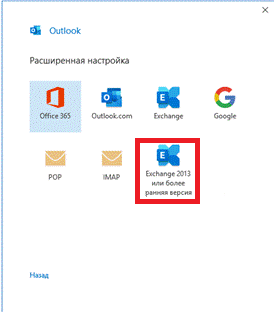 Outlook
Расширенная настройка
Office 365
Outlook.com
Exchange
Google
POP
IMAP
Exchange 2013
или более
ранняя версия
Назад